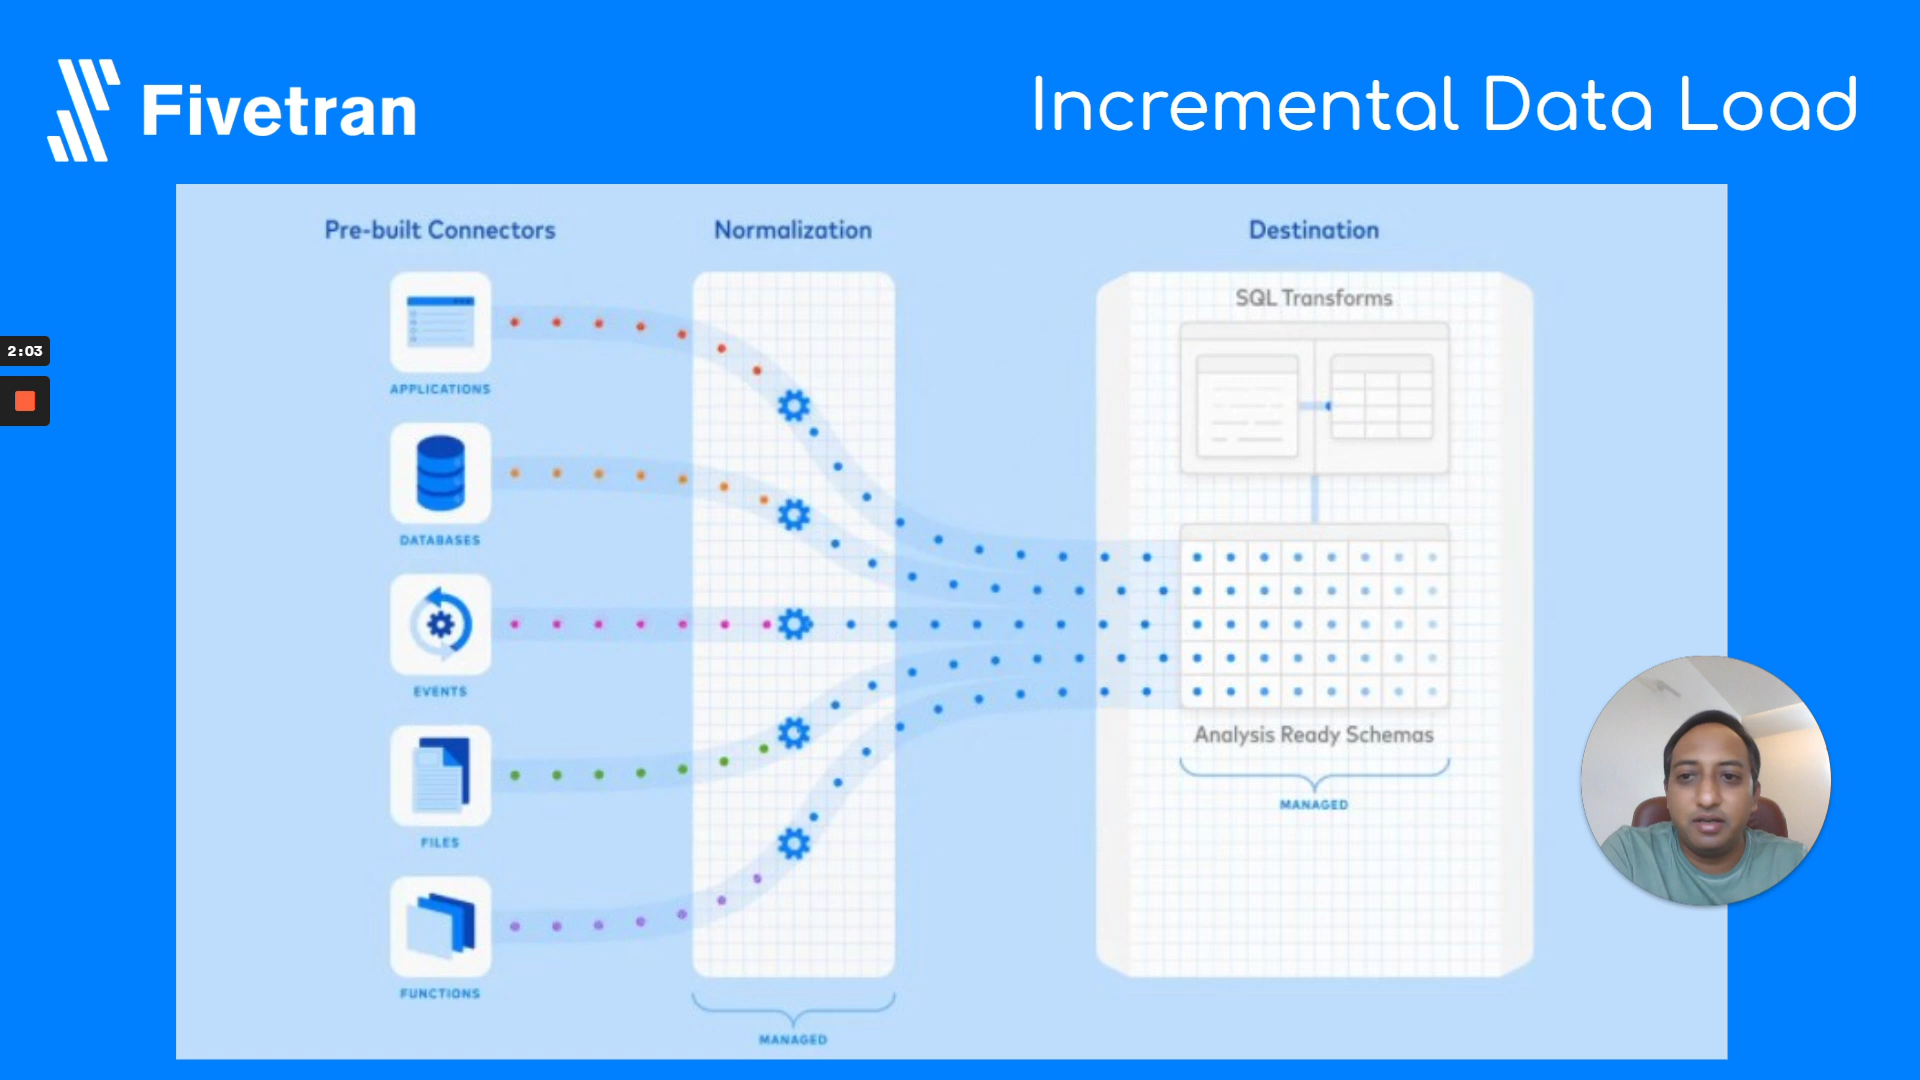 Fivetran
Incremental Data Load
Pre-built Connectors
Normalization
Destination
SQL Transforms
2:03
APPLICATIONS
DATABASES
EVENTS
Analysis Ready Schemas
MANAGED
FILES
FUNCTIONS
MANAGED